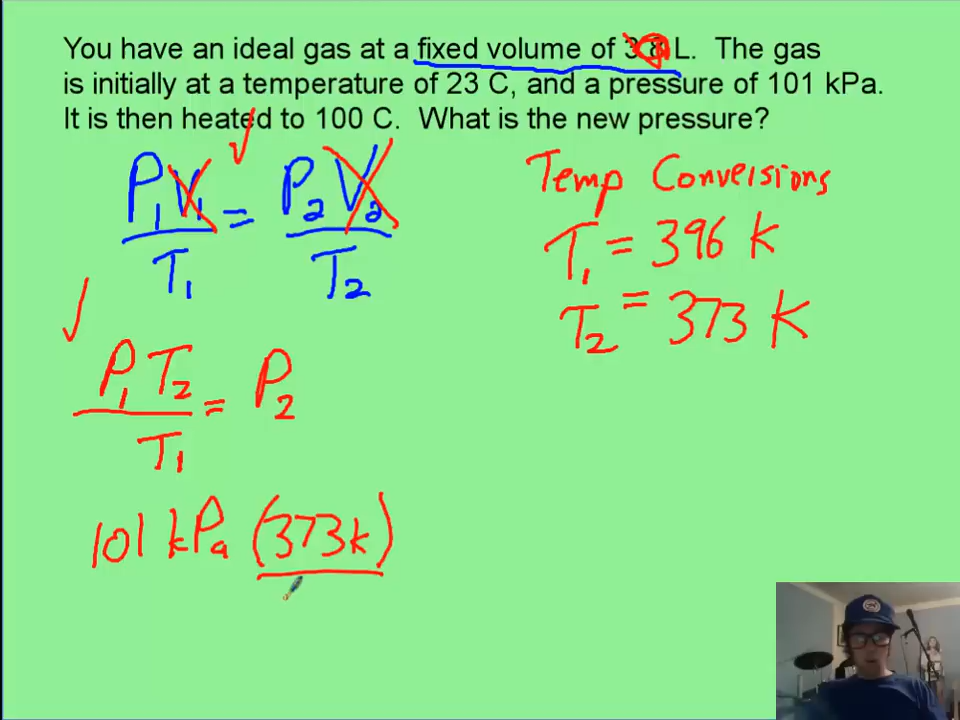 You have an ideal gas at a fixed volume of 3.8 L. The gas
is initially at a temperature of 23 C, and a pressure of 101 kPa.
It is then heated to 100 C. What is the new pressure?
P₁V₁/T₁ = P₂V₂/T₂
Temp Conversions
T₁ = 396 K
T₂ = 373 K
P₁T₂/T₁ = P₂
101 kPa (373k)